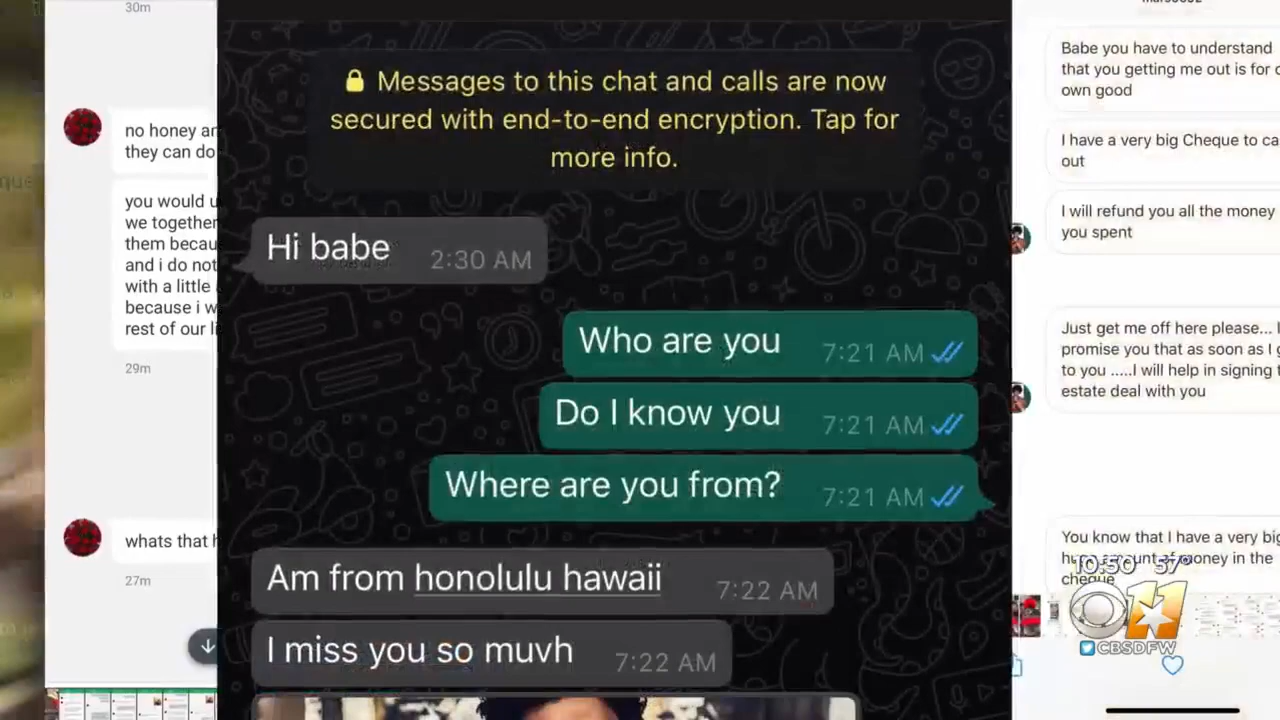 30m
no honey an
they can do
you would u
we together
them becau
and i do not
with a little
because i w
rest of our li
29m
whats that h
27m
Messages to this chat and calls are now
secured with end-to-end encryption. Tap for
more info.
Hi babe 2:30 AM
Who are you 7:21 AM
Do I know you 7:21 AM
Where are you from? 7:21 AM
Am from honolulu hawaii 7:22 AM
I miss you so muvh 7:22 AM
Babe you have to understand
that you getting me out is for o
own good
I have a very big Cheque to ca
out
I will refund you all the money
you spent
Just get me off here please... I
promise you that as soon as I g
to you .....I will help in signing t
estate deal with you
You know that I have a very big
huge amount of money in the
cheque
10:50 57°
11
CBSDFW